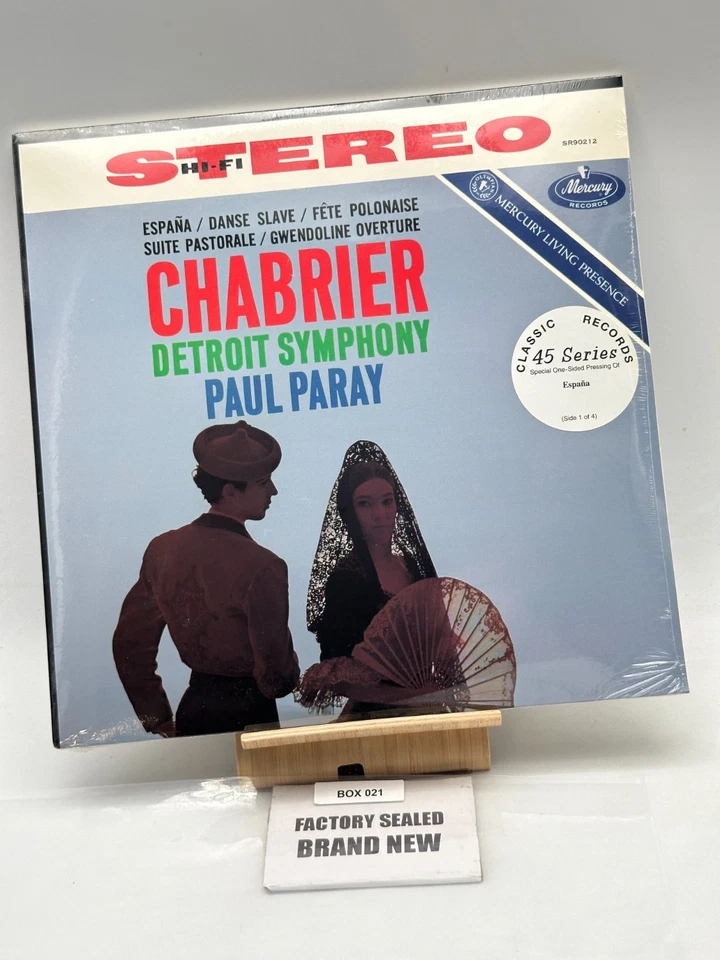 STEREO
HI-FI
SR90212
OLYMPIAN
Mercury
RECORDS
MERCURY LIVING PRESENCE
ESPAÑA / DANSE SLAVE / FÊTE POLONAISE
SUITE PASTORALE / GWENDOLINE OVERTURE
CHABRIER
DETROIT SYMPHONY
PAUL PARAY
CLASSIC RECORDS
45 Series
Special One-Sided Pressing Of
España
(Side 1 of 4)
BOX 021
FACTORY SEALED
BRAND NEW